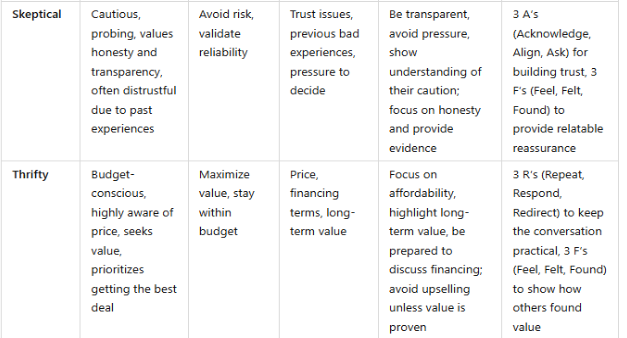 Skeptical
Cautious,
probing, values
honesty and
transparency,
often distrustful
due to past
experiences
Avoid risk,
validate
reliability
Trust issues,
previous bad
experiences,
pressure to
decide
Be transparent,
avoid pressure,
show
understanding of
their caution;
focus on honesty
and provide
evidence
3 A's
(Acknowledge,
Align, Ask) for
building trust, 3
F's (Feel, Felt,
Found) to
provide relatable
reassurance
Thrifty
Budget-
conscious,
highly aware of
price, seeks
value,
prioritizes
getting the best
deal
Maximize
value, stay
within
budget
Price,
financing
terms, long-
term value
Focus on
affordability,
highlight long-
term value, be
prepared to
discuss financing;
avoid upselling
unless value is
proven
3 R's (Repeat,
Respond,
Redirect) to keep
the conversation
practical, 3 F's
(Feel, Felt, Found)
to show how
others found
value